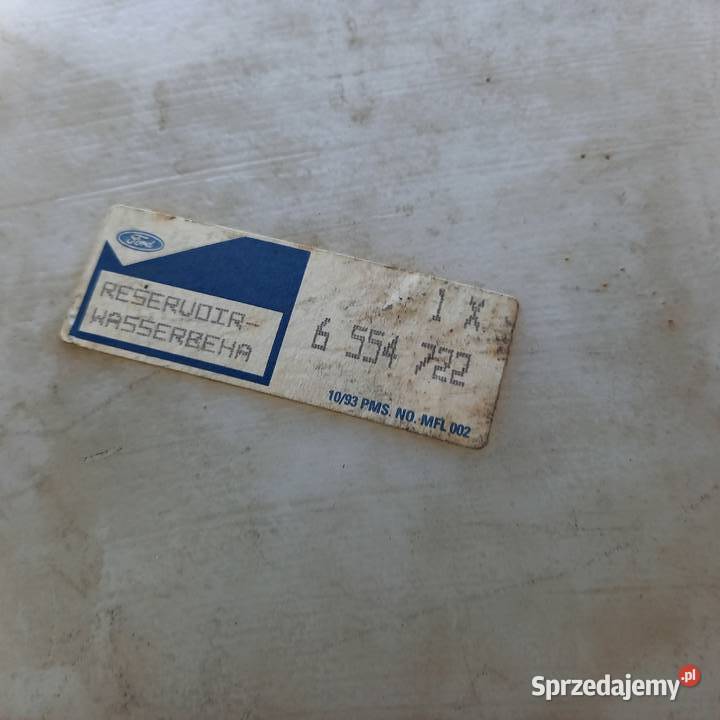 Ford
RESERVOIR-
WASSERBEHA
1 X
6 554 722
10/93 PMS. NO. MFL 002
Sprzedajemy.pl